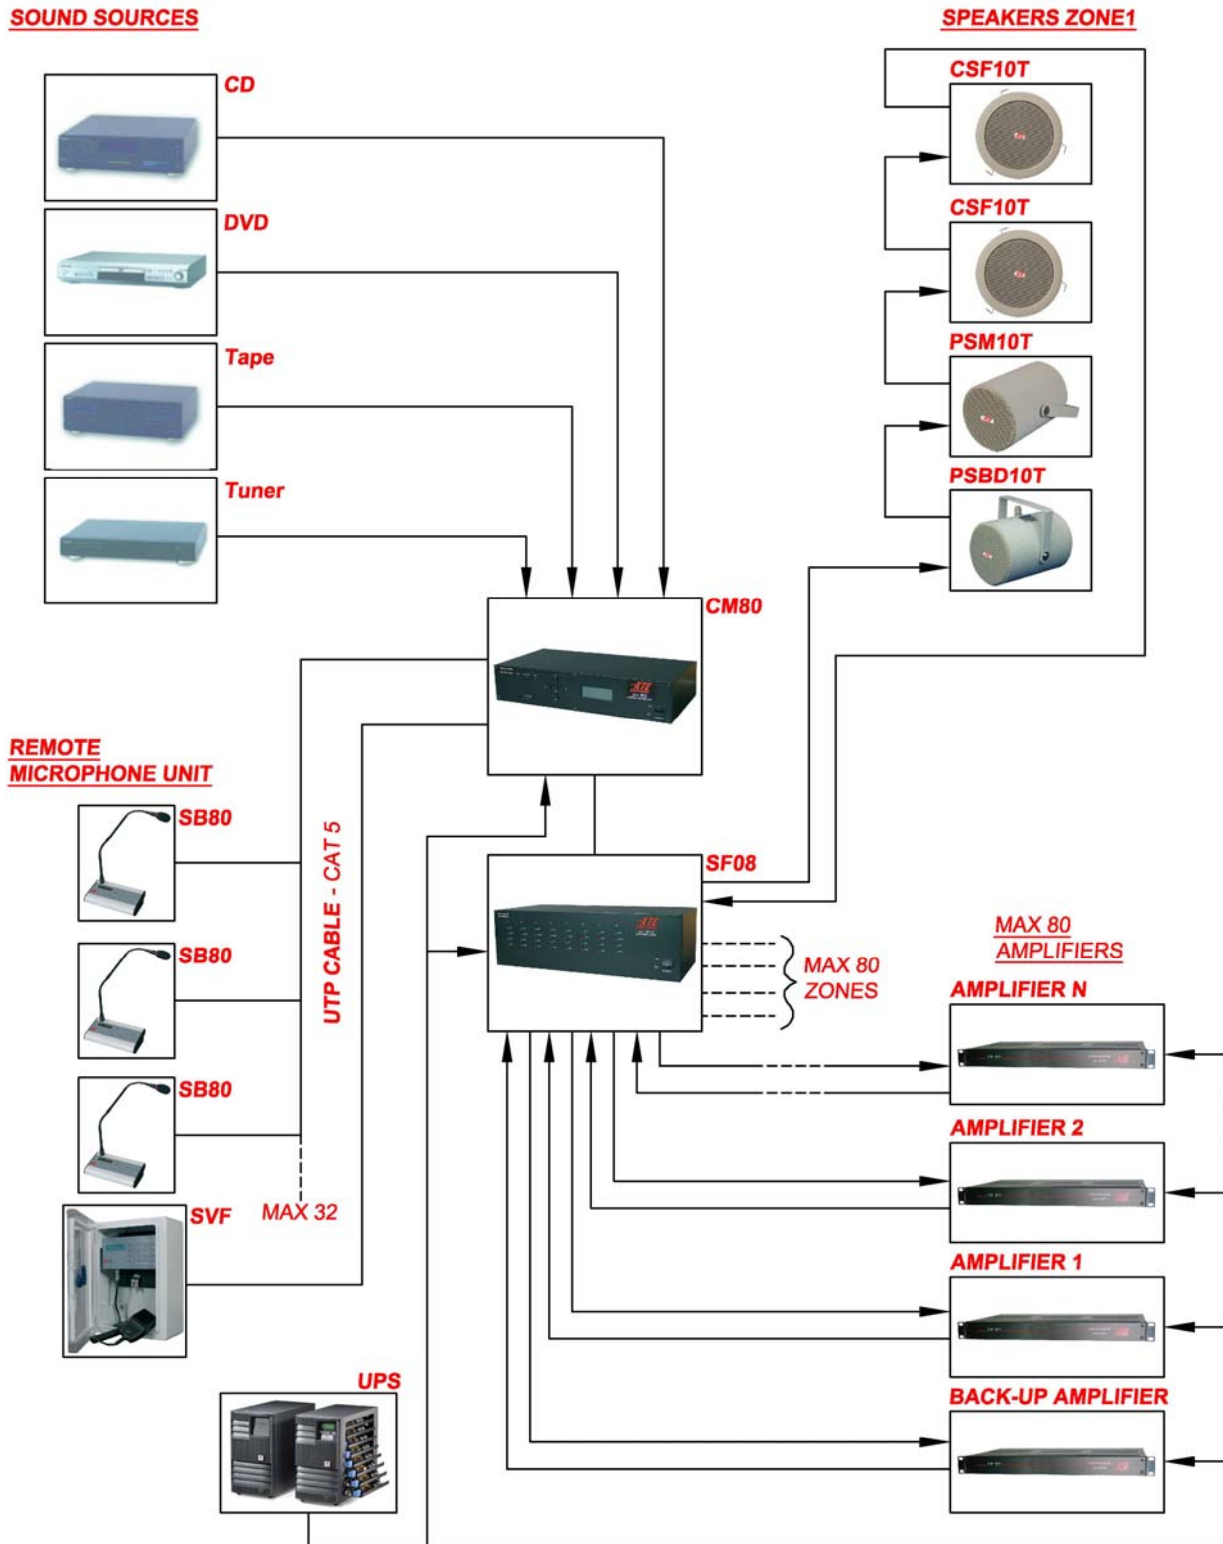 SOUND SOURCES
SPEAKERS ZONE1
CD
CSF10T
DVD
CSF10T
Tape
PSM10T
Tuner
PSBD10T
CM80
REMOTE
MICROPHONE UNIT
SB80
UTP CABLE - CAT 5
SF08
SB80
MAX 80
ZONES
MAX 80
AMPLIFIERS
AMPLIFIER N
SB80
AMPLIFIER 2
SVF
MAX 32
AMPLIFIER 1
UPS
BACK-UP AMPLIFIER